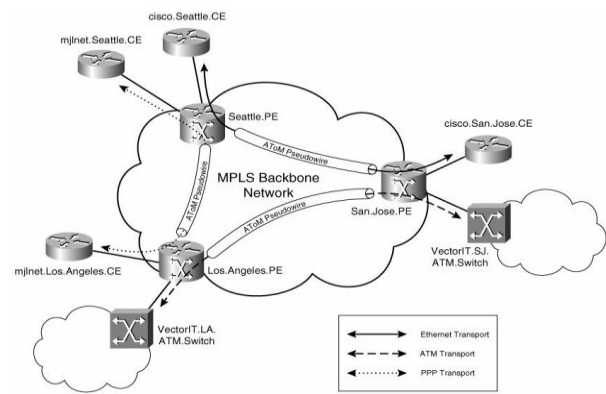 cisco.Seattle.CE
mjlnet.Seattle.CE
Seattle.PE
cisco.San.Jose.CE
AToM Pseudowire
MPLS Backbone
Network
AToM Pseudowire
AToM Pseudowire
San.Jose.PE
VectorIT.SJ.
ATM.Switch
mjlnet.Los.Angeles.CE
Los.Angeles.PE
VectorIT.LA.
ATM.Switch
Ethernet Transport
ATM Transport
PPP Transport